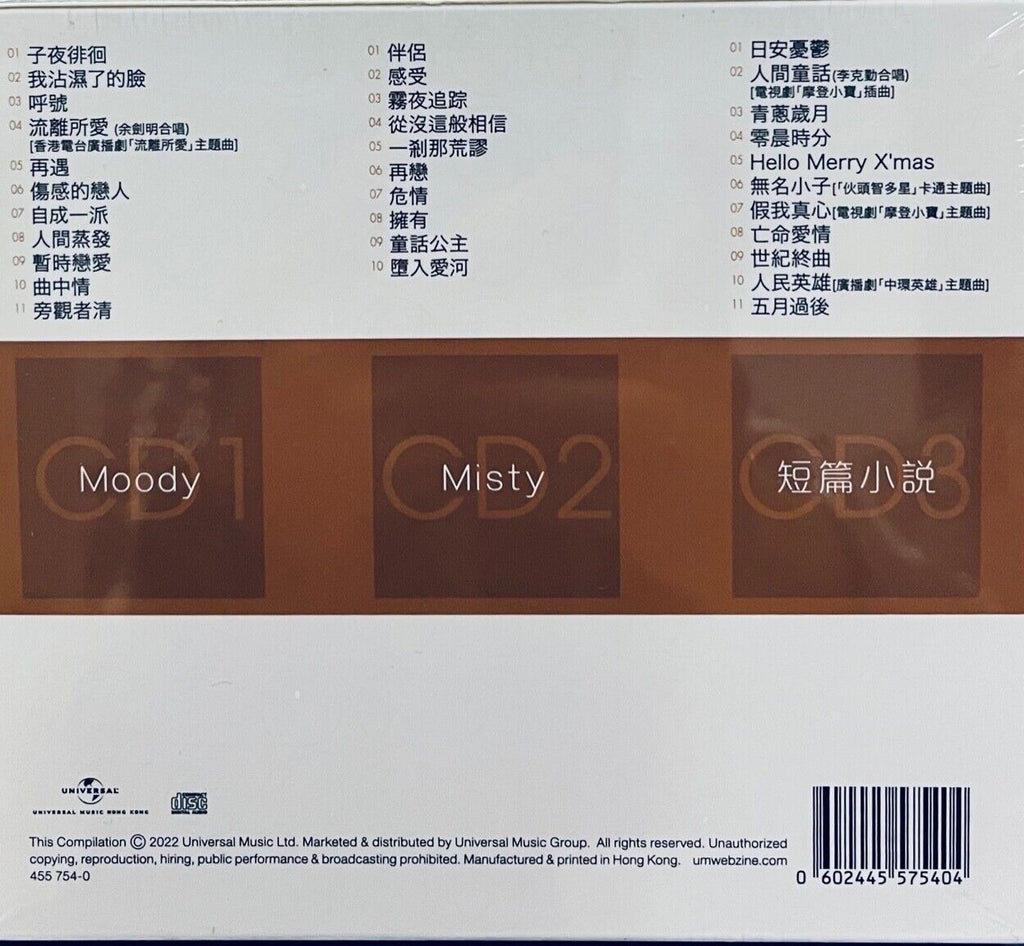 01 子夜徘徊
02 我沾濕了的臉
03 呼號
04 流離所愛 (余劍明合唱)
[香港電台廣播劇「流離所愛」主題曲]
05 再遇
06 傷感的戀人
07 自成一派
08 人間蒸發
09 暫時戀愛
10 曲中情
11 旁觀者清
01 伴侶
02 感受
03 霧夜追踪
04 從沒這般相信
05 一剎那荒謬
06 再戀
07 危情
08 擁有
09 童話公主
10 墮入愛河
01 日安憂鬱
02 人間童話(李克勤合唱)
[電視劇「摩登小寶」插曲]
03 青蔥歲月
04 零晨時分
05 Hello Merry X'mas
06 無名小子[「伙頭智多星」卡通主題曲]
07 假我真心[電視劇「摩登小寶」主題曲]
08 亡命愛情
09 世紀終曲
10 人民英雄[廣播劇「中環英雄」主題曲]
11 五月過後
CD1
Moody
CD2
Misty
CD3
短篇小説
UNIVERSAL
UNIVERSAL MUSIC HONG KONG
disc
DIGITAL AUDIO
This Compilation Ⓒ 2022 Universal Music Ltd. Marketed & distributed by Universal Music Group. All rights reserved. Unauthorized
copying, reproduction, hiring, public performance & broadcasting prohibited. Manufactured & printed in Hong Kong. umwebzine.com
455 754-0
0 602445 575404